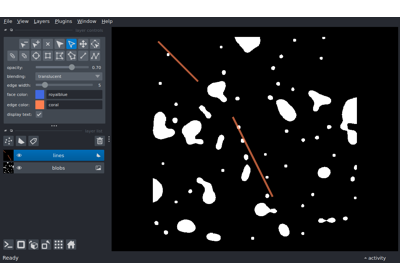 File View Layers Plugins Window Help
opacity: 0.70
blending: translucent
edge width: 5
face color: royalblue
edge color: coral
display text: ✓
lines
blobs
Ready
activity